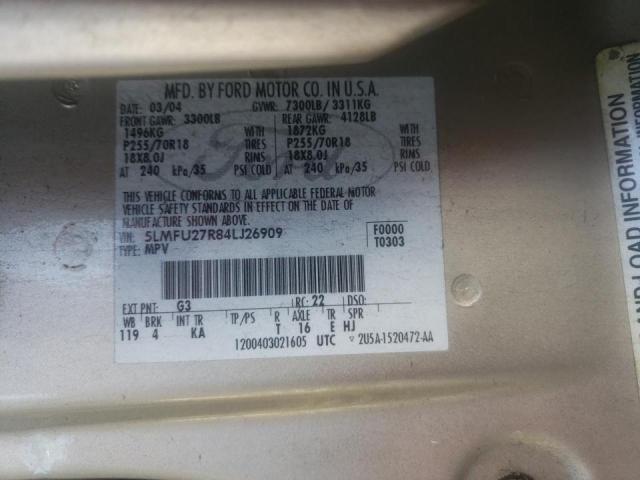 MFD. BY FORD MOTOR CO. IN U.S.A.
DATE: 03/04 GVWR: 7300LB/ 3311KG
FRONT GAWR: 3300LB REAR GAWR: 4128LB
1496KG WITH 1872KG WITH
P255/70R18 TIRES P255/70R18 TIRES
18X8.0J RIMS 18X8.0J RIMS
AT 240 kPa/35 PSI COLD AT 240 kPa/35 PSI COLD
THIS VEHICLE CONFORMS TO ALL APPLICABLE FEDERAL MOTOR
VEHICLE SAFETY STANDARDS IN EFFECT ON THE DATE OF
MANUFACTURE SHOWN ABOVE.
VIN: 5LMFU27R84LJ26909 F0000
TYPE: MPV T0303
EXT PNT: G3 RC: 22 DSO:
WB BRK INT TR TP/PS R AXLE TR SPR
119 4 KA T 16 E HJ
1200403021605 UTC 2U5A-1520472-AA
Ford
AND LOAD INFORMATION